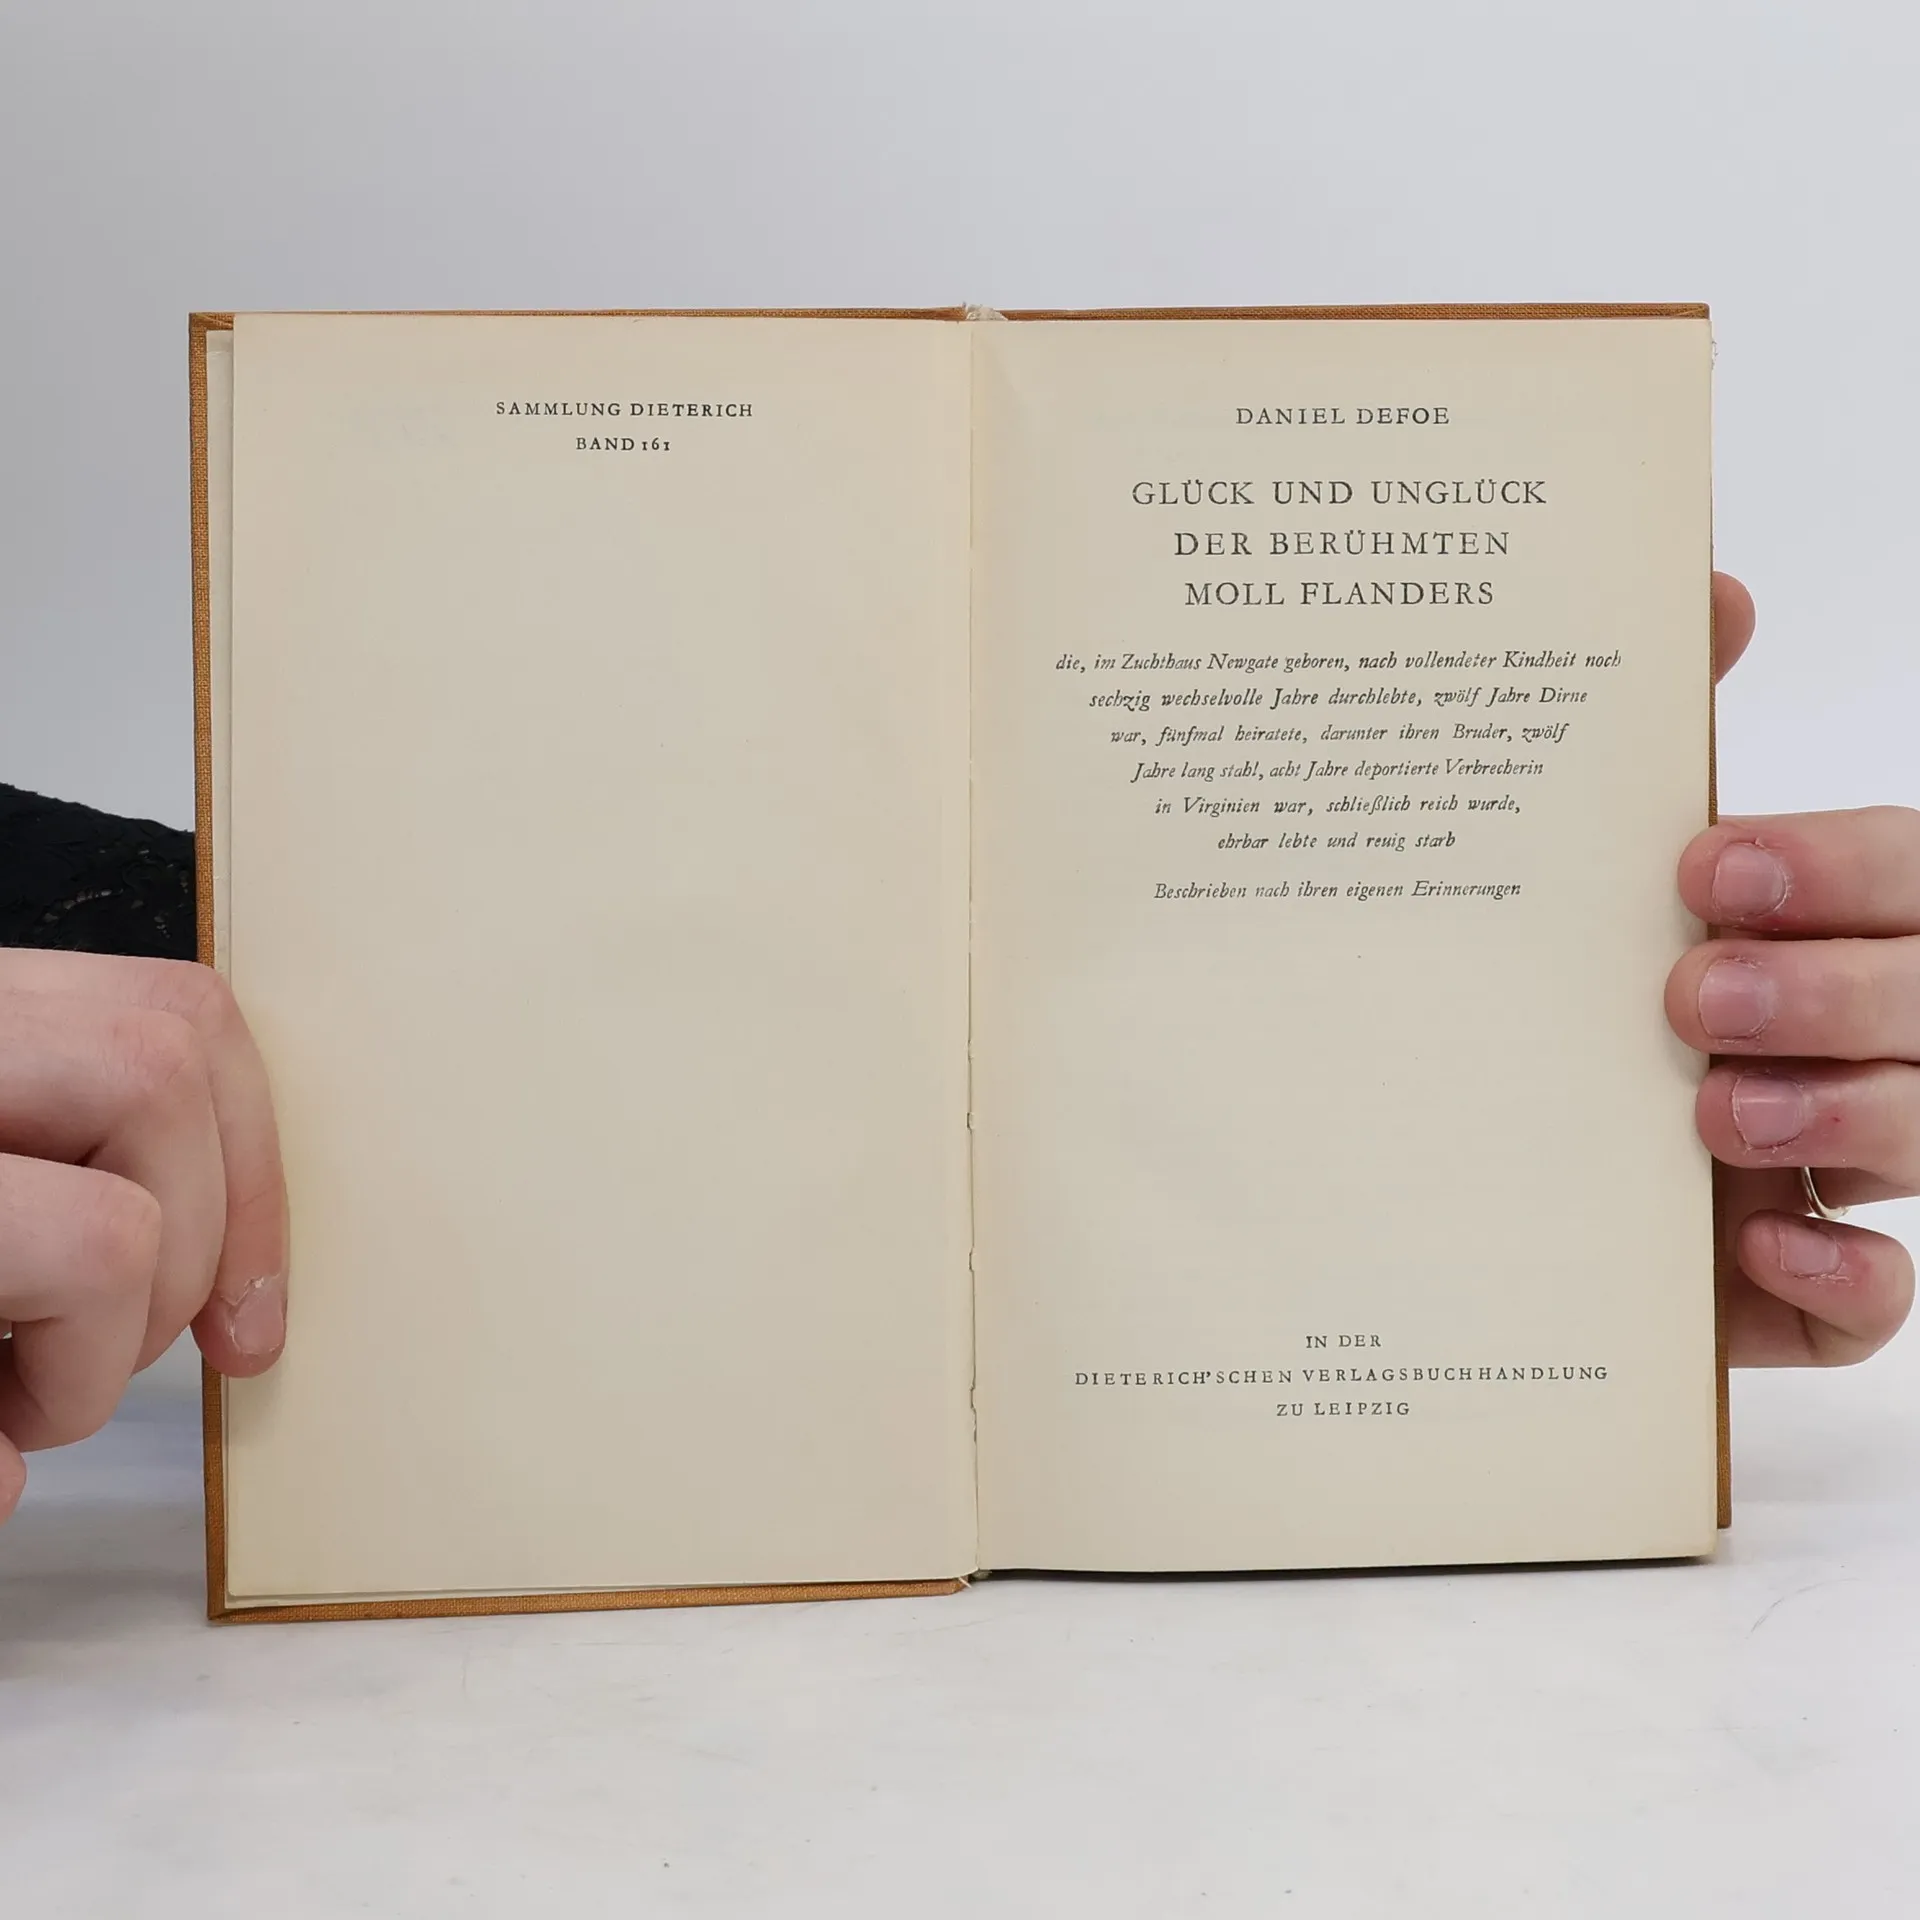 SAMMLUNG DIETERICH
BAND 161
DANIEL DEFOE
GLÜCK UND UNGLÜCK
DER BERÜHMTEN
MOLL FLANDERS
die, im Zuchthaus Newgate geboren, nach vollendeter Kindheit noch
sechzig wechselvolle Jahre durchlebte, zwölf Jahre Dirne
war, fünfmal heiratete, darunter ihren Bruder, zwölf
Jahre lang stahl, acht Jahre deportierte Verbrecherin
in Virginien war, schließlich reich wurde,
ehrbar lebte und reuig starb
Beschrieben nach ihren eigenen Erinnerungen
IN DER
DIETERICH'SCHEN VERLAGSBUCHHANDLUNG
ZU LEIPZIG